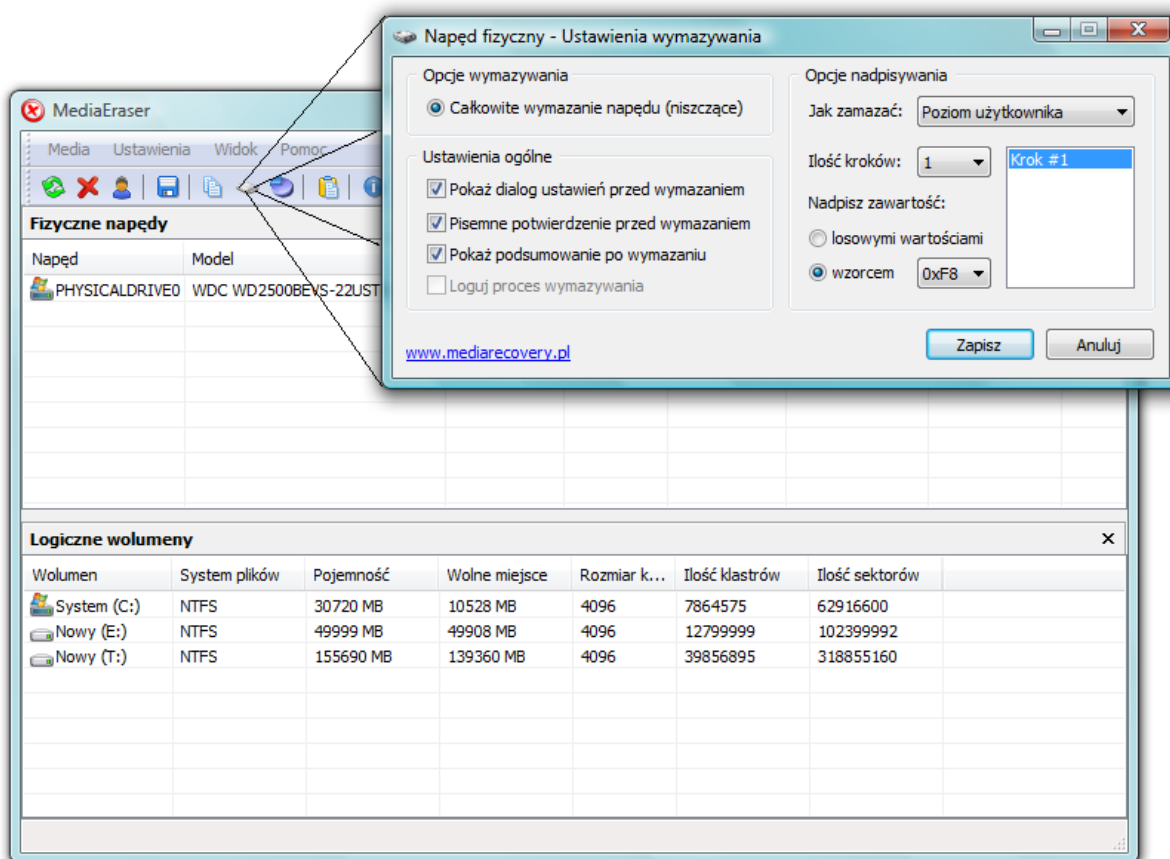 Napęd fizyczny - Ustawienia wymazywania
Opcje wymazywania
Całkowite wymazanie napędu (niszczące)
Ustawienia ogólne
Pokaż dialog ustawień przed wymazaniem
Pisemne potwierdzenie przed wymazaniem
Pokaż podsumowanie po wymazaniu
Loguj proces wymazywania
www.mediarecovery.pl
Opcje nadpisywania
Jak zamazać: Poziom użytkownika
Ilość kroków: 1
Krok #1
Nadpisz zawartość:
losowymi wartościami
wzorcem 0xF8
Zapisz Anuluj
MediaEraser
Media Ustawienia Widok Pomoc
Fizyczne napędy
Napęd Model
PHYSICALDRIVE0 WDC WD2500BEVS-22UST
Logiczne wolumeny
Wolumen System plików Pojemność Wolne miejsce Rozmiar k... Ilość klastrów Ilość sektorów
System (C:) NTFS 30720 MB 10528 MB 4096 7864575 62916600
Nowy (E:) NTFS 49999 MB 49908 MB 4096 12799999 102399992
Nowy (T:) NTFS 155690 MB 139360 MB 4096 39856895 318855160